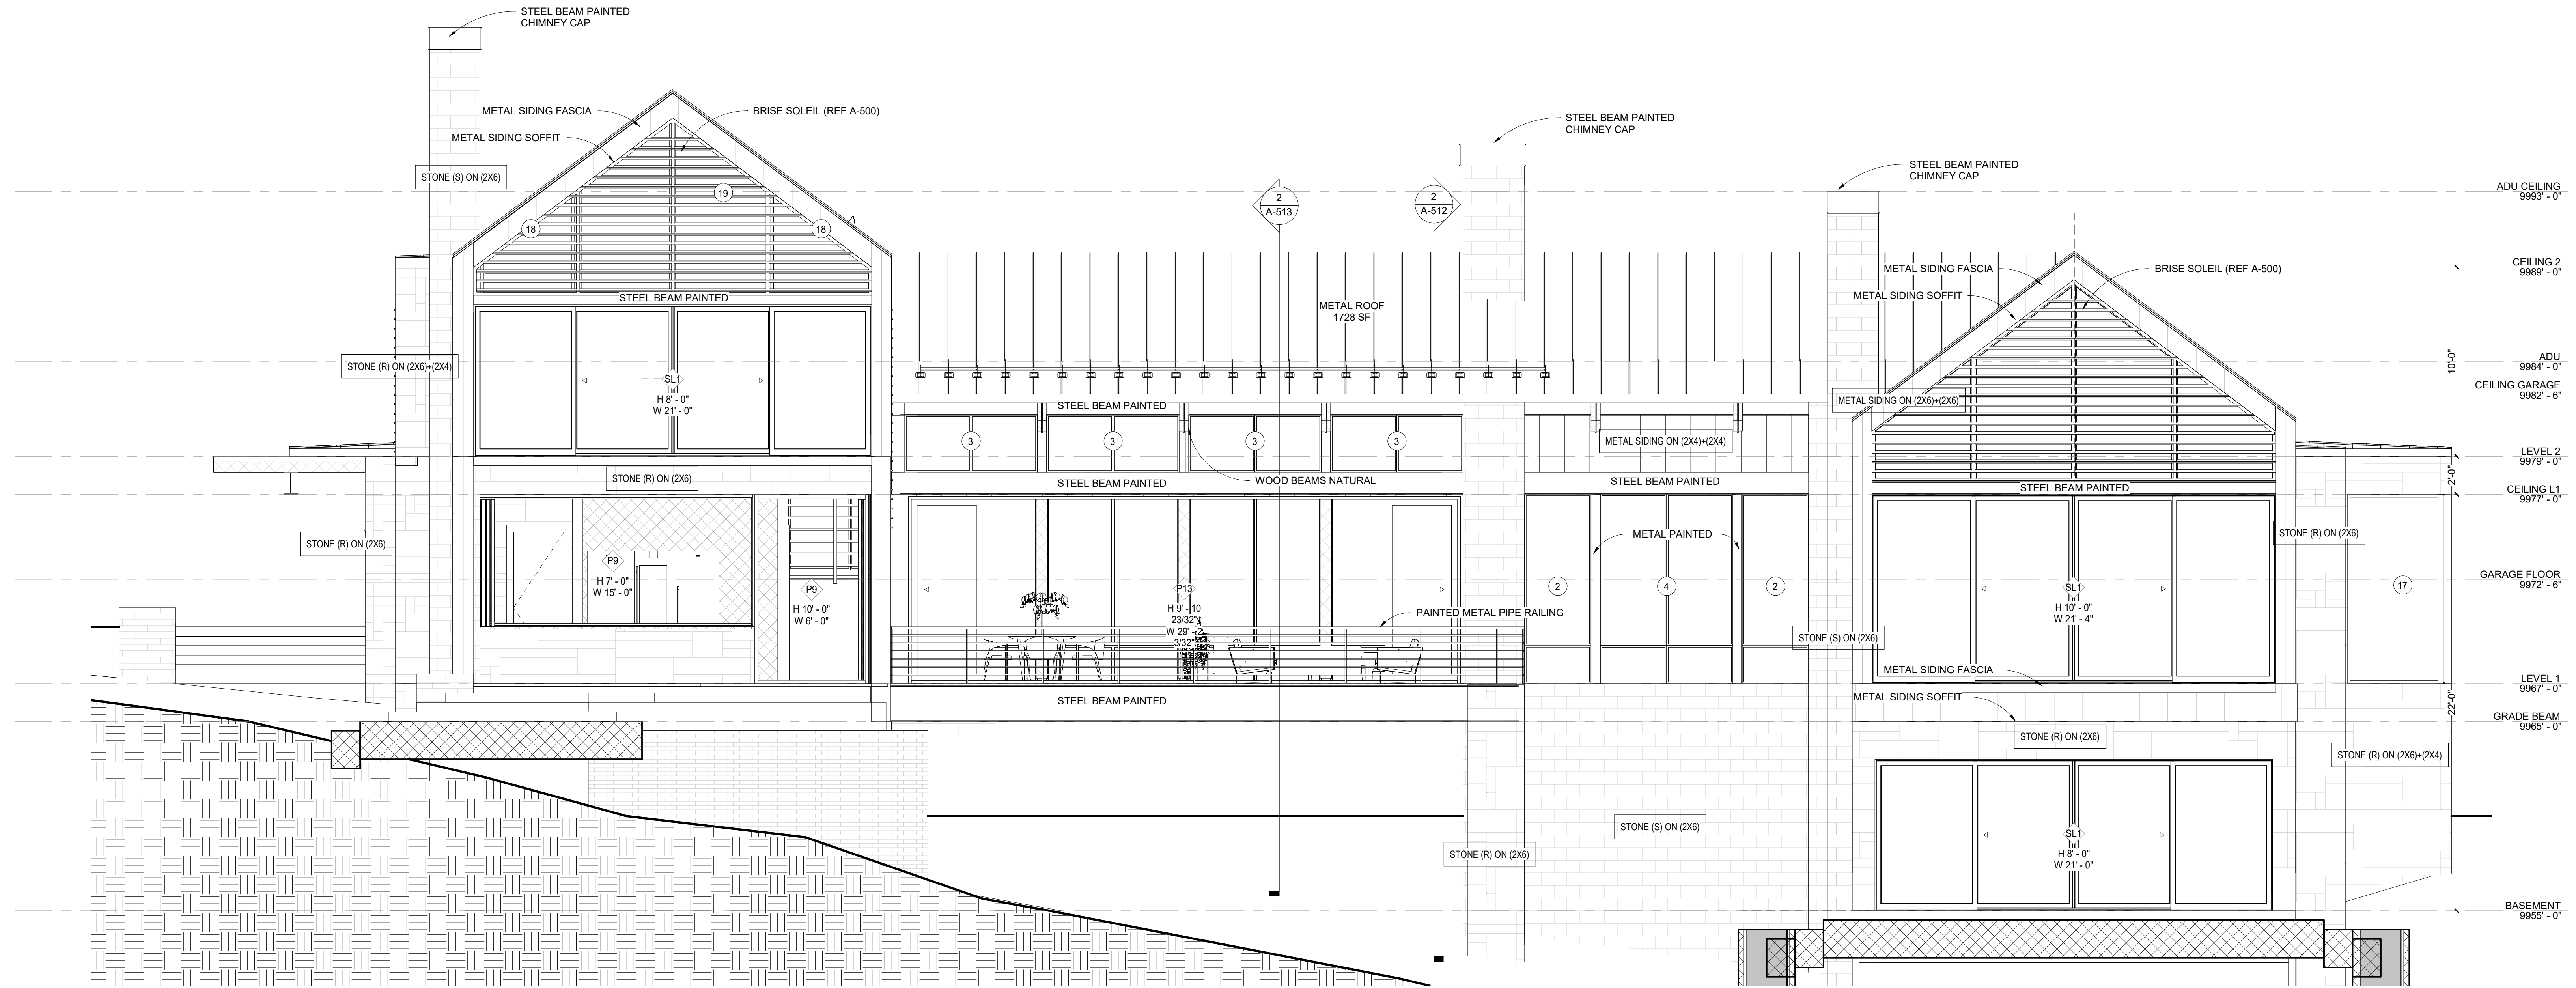 STEEL BEAM PAINTED
CHIMNEY CAP
METAL SIDING FASCIA
BRISE SOLEIL (REF A-500)
METAL SIDING SOFFIT
STEEL BEAM PAINTED
CHIMNEY CAP
STEEL BEAM PAINTED
CHIMNEY CAP
STONE (S) ON (2X6)
19
18
18
2
A-513
2
A-512
ADU CEILING
9993' - 0"
CEILING 2
9989' - 0"
METAL SIDING FASCIA
BRISE SOLEIL (REF A-500)
METAL SIDING SOFFIT
STEEL BEAM PAINTED
METAL ROOF
1728 SF
STONE (R) ON (2X6)+(2X4)
SL1
H 8' - 0"
W 21' - 0"
ADU
9984' - 0"
10'-0"
CEILING GARAGE
9982' - 6"
STEEL BEAM PAINTED
METAL SIDING ON (2X6)+(2X6)
3
3
3
3
METAL SIDING ON (2X4)+(2X4)
LEVEL 2
9979' - 0"
2'-0"
STONE (R) ON (2X6)
STEEL BEAM PAINTED
WOOD BEAMS NATURAL
STEEL BEAM PAINTED
STEEL BEAM PAINTED
CEILING L1
9977' - 0"
STONE (R) ON (2X6)
METAL PAINTED
STONE (R) ON (2X6)
P9
H 7' - 0"
W 15' - 0"
P9
H 10' - 0"
W 6' - 0"
P13
H 9' - 10
23/32"
W 29' - 2
3/32"
2
4
2
SL1
H 10' - 0"
W 21' - 4"
17
GARAGE FLOOR
9972' - 6"
PAINTED METAL PIPE RAILING
STONE (S) ON (2X6)
METAL SIDING FASCIA
METAL SIDING SOFFIT
LEVEL 1
9967' - 0"
22'-0"
STEEL BEAM PAINTED
GRADE BEAM
9965' - 0"
STONE (R) ON (2X6)
STONE (R) ON (2X6)+(2X4)
STONE (S) ON (2X6)
SL1
H 8' - 0"
W 21' - 0"
STONE (R) ON (2X6)
BASEMENT
9955' - 0"